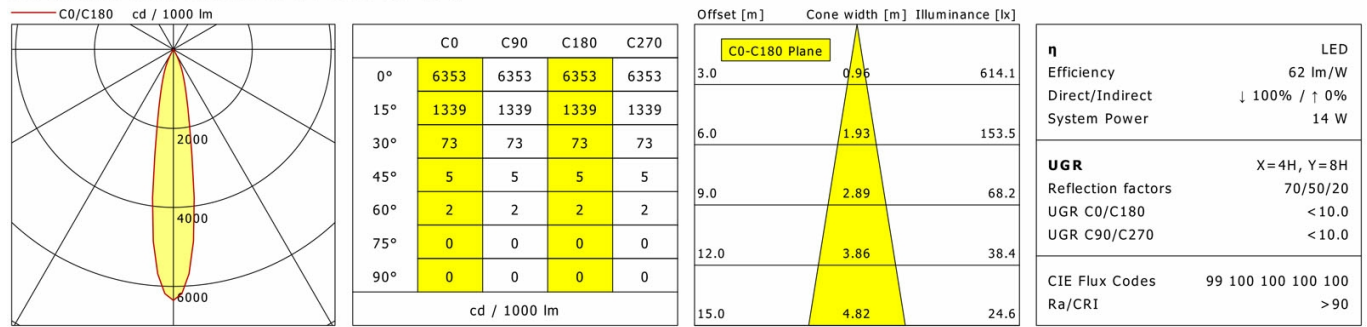 C0/C180 cd / 1000 lm
2000
4000
6000
C0 C90 C180 C270
0° 6353 6353 6353 6353
15° 1339 1339 1339 1339
30° 73 73 73 73
45° 5 5 5 5
60° 2 2 2 2
75° 0 0 0 0
90° 0 0 0 0
cd / 1000 lm
Offset [m] Cone width [m] Illuminance [lx]
C0-C180 Plane
3.0 0.96 614.1
6.0 1.93 153.5
9.0 2.89 68.2
12.0 3.86 38.4
15.0 4.82 24.6
η LED
Efficiency 62 lm/W
Direct/Indirect ↓ 100% / ↑ 0%
System Power 14 W
UGR X=4H, Y=8H
Reflection factors 70/50/20
UGR C0/C180 <10.0
UGR C90/C270 <10.0
CIE Flux Codes 99 100 100 100 100
Ra/CRI >90